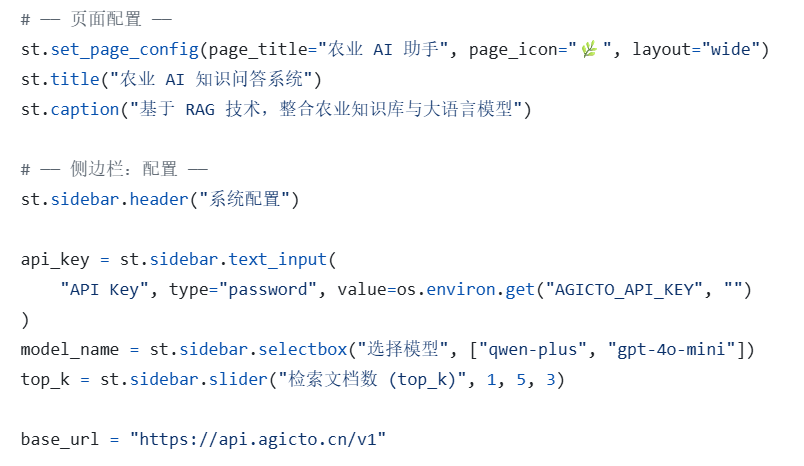 # —— 页面配置 ——
st.set_page_config(page_title="农业 AI 助手", page_icon="🌿", layout="wide")
st.title("农业 AI 知识问答系统")
st.caption("基于 RAG 技术，整合农业知识库与大语言模型")
# —— 侧边栏：配置 ——
st.sidebar.header("系统配置")
api_key = st.sidebar.text_input(
    "API Key", type="password", value=os.environ.get("AGICTO_API_KEY", "")
)
model_name = st.sidebar.selectbox("选择模型", ["qwen-plus", "gpt-4o-mini"])
top_k = st.sidebar.slider("检索文档数 (top_k)", 1, 5, 3)
base_url = "https://api.agicto.cn/v1"